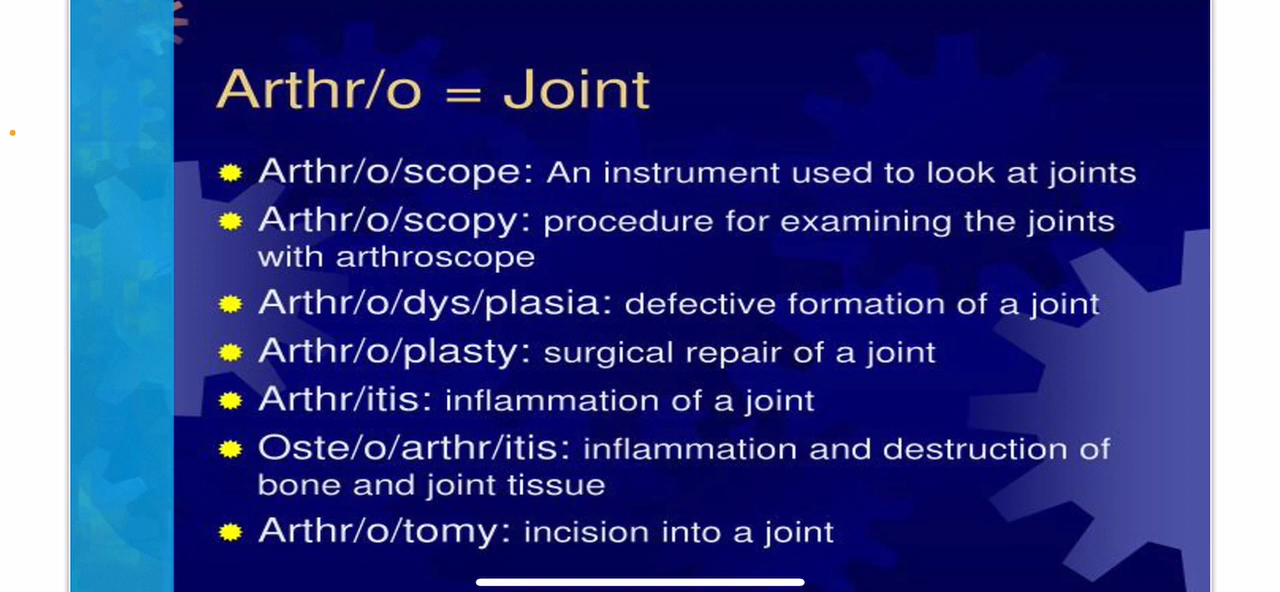 Arthr/o = Joint
Arthr/o/scope: An instrument used to look at joints
Arthr/o/scopy: procedure for examining the joints
with arthroscope
Arthr/o/dys/plasia: defective formation of a joint
Arthr/o/plasty: surgical repair of a joint
Arthr/itis: inflammation of a joint
Oste/o/arthr/itis: inflammation and destruction of
bone and joint tissue
Arthr/o/tomy: incision into a joint